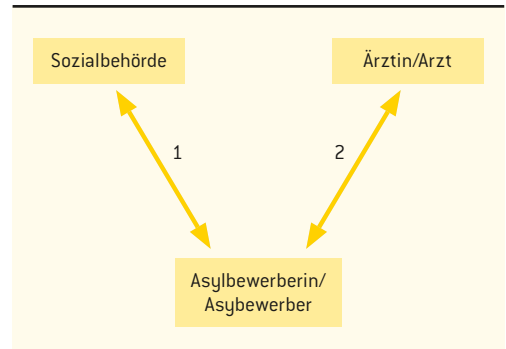 Sozialbehörde
Ärztin/Arzt
1
2
Asylbewerberin/
Asybewerber